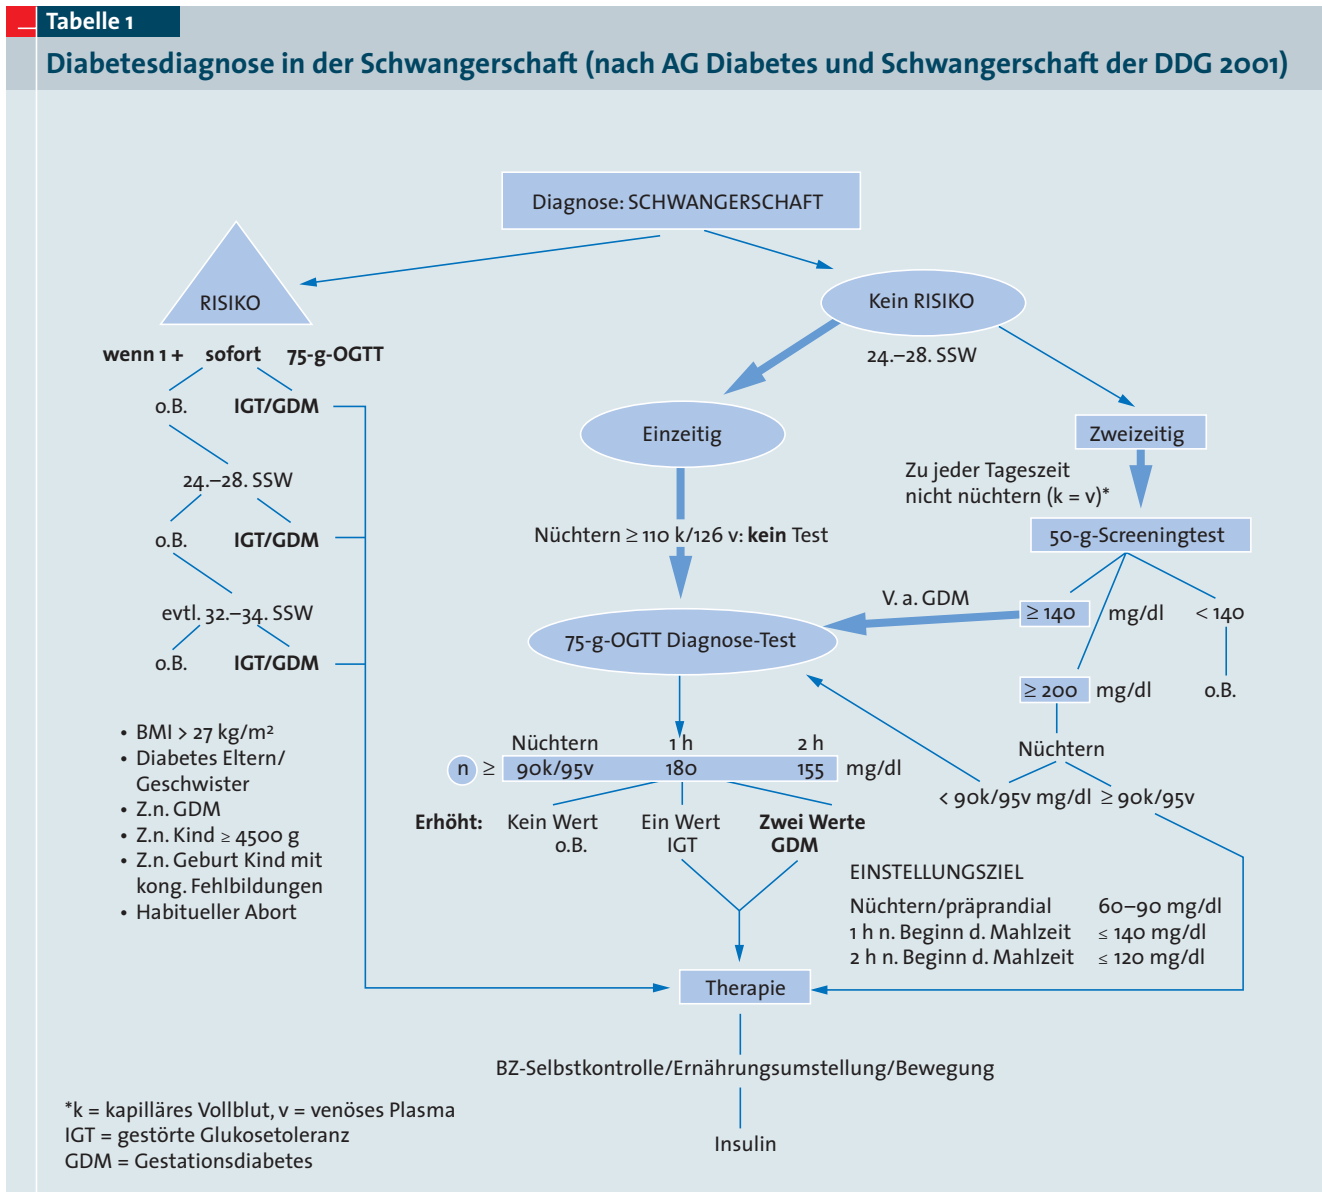 Tabelle 1
Diabetesdiagnose in der Schwangerschaft (nach AG Diabetes und Schwangerschaft der DDG 2001)
Diagnose: SCHWANGERSCHAFT
RISIKO
wenn 1 + sofort 75-g-OGTT
o.B. IGT/GDM
24.–28. SSW
o.B. IGT/GDM
evtl. 32.–34. SSW
o.B. IGT/GDM
• BMI > 27 kg/m²
• Diabetes Eltern/
Geschwister
• Z.n. GDM
• Z.n. Kind ≥ 4500 g
• Z.n. Geburt Kind mit
kong. Fehlbildungen
• Habitueller Abort
Kein RISIKO
24.–28. SSW
Einzeitig
Nüchtern ≥ 110 k/126 v: kein Test
Zweizeitig
Zu jeder Tageszeit
nicht nüchtern (k = v)*
50-g-Screeningtest
V. a. GDM
≥ 140 mg/dl < 140
≥ 200 mg/dl o.B.
Nüchtern
< 90k/95v mg/dl ≥ 90k/95v
75-g-OGTT Diagnose-Test
Nüchtern 1 h 2 h
n ≥ 90k/95v 180 155 mg/dl
Erhöht: Kein Wert Ein Wert Zwei Werte
o.B. IGT GDM
EINSTELLUNGSZIEL
Nüchtern/präprandial 60–90 mg/dl
1 h n. Beginn d. Mahlzeit ≤ 140 mg/dl
2 h n. Beginn d. Mahlzeit ≤ 120 mg/dl
Therapie
BZ-Selbstkontrolle/Ernährungsumstellung/Bewegung
Insulin
*k = kapilläres Vollblut, v = venöses Plasma
IGT = gestörte Glukosetoleranz
GDM = Gestationsdiabetes